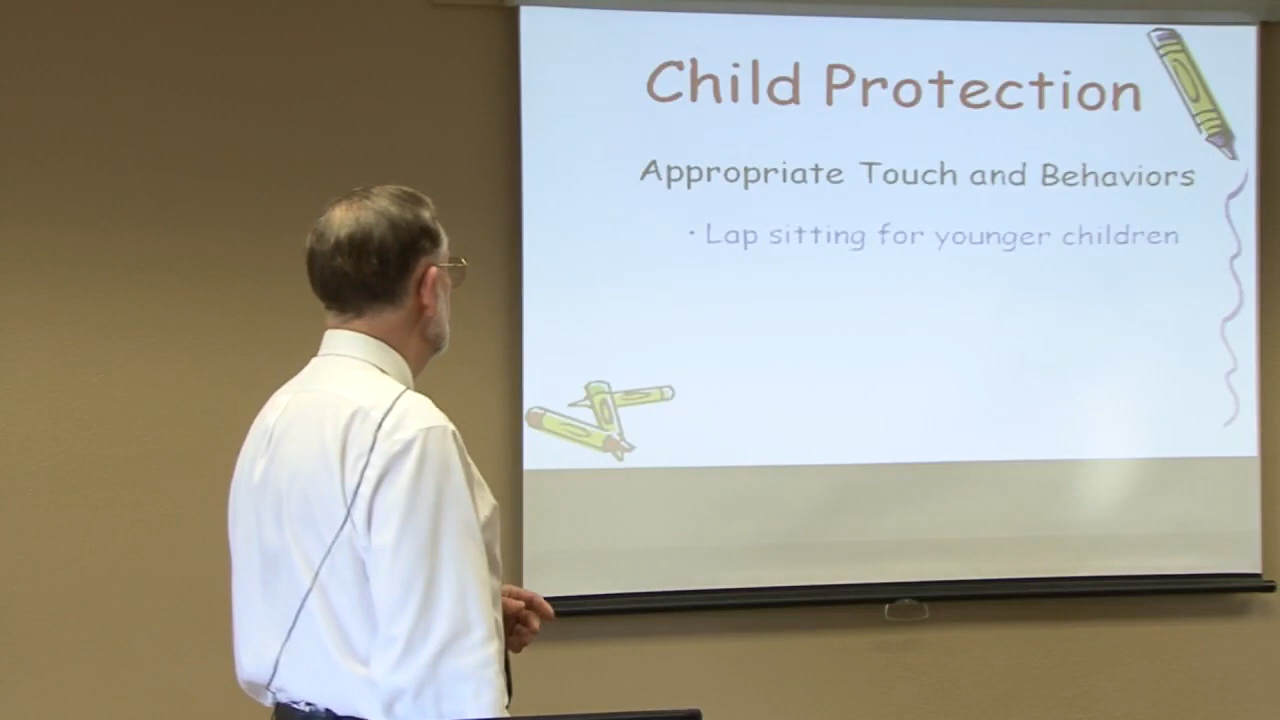 Child Protection
Appropriate Touch and Behaviors
· Lap sitting for younger children